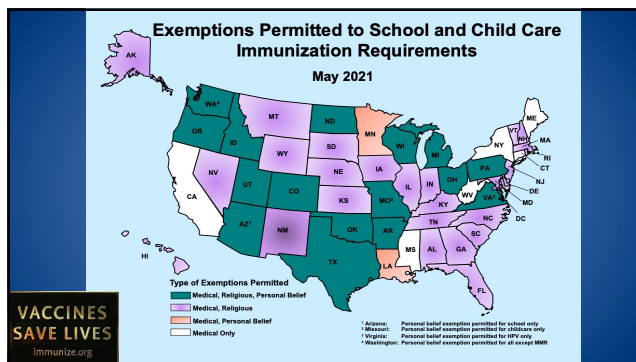 Exemptions Permitted to School and Child Care
Immunization Requirements
May 2021
AK
WA⁴
OR
ID
MT
ND
MN
WI
MI
NY
VT
NH
ME
MA
RI
CT
NJ
DE
MD
DC
CA
NV
UT
WY
SD
NE
IA
IL
IN
OH
PA
WV
VA³
CO
KS
MO²
KY
NC
TN
SC
AZ¹
NM
OK
AR
MS
AL
GA
TX
LA
FL
HI
Type of Exemptions Permitted
Medical, Religious, Personal Belief
Medical, Religious
Medical, Personal Belief
Medical Only
¹ Arizona: Personal belief exemption permitted for school only
² Missouri: Personal belief exemption permitted for childcare only
³ Virginia: Personal belief exemption permitted for HPV only
⁴ Washington: Personal belief exemption permitted for all except MMR
VACCINES
SAVE LIVES
immunize.org